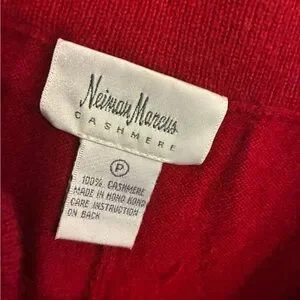 Neiman Marcus
CASHMERE
P
100% CASHMERE
MADE IN HONG KONG
CARE INSTRUCTION
ON BACK